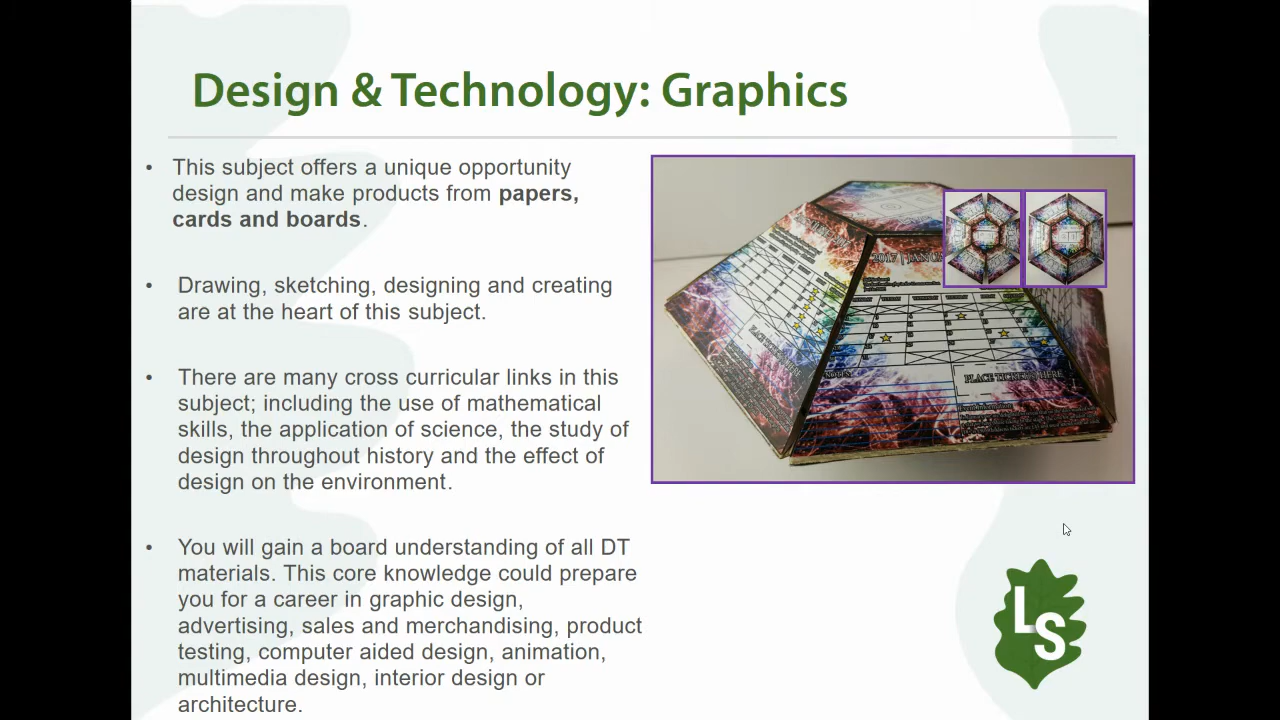 Design & Technology: Graphics
• This subject offers a unique opportunity
design and make products from papers,
cards and boards.
• Drawing, sketching, designing and creating
are at the heart of this subject.
• There are many cross curricular links in this
subject; including the use of mathematical
skills, the application of science, the study of
design throughout history and the effect of
design on the environment.
• You will gain a board understanding of all DT
materials. This core knowledge could prepare
you for a career in graphic design,
advertising, sales and merchandising, product
testing, computer aided design, animation,
multimedia design, interior design or
architecture.
2017
NOTES:
PLACE TICKETS HERE
Event Information:
LS